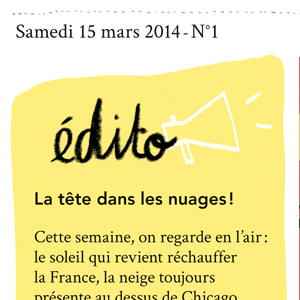 Samedi 15 mars 2014 - N°1
édito
La tête dans les nuages !
Cette semaine, on regarde en l'air :
le soleil qui revient réchauffer
la France, la neige toujours
présente au dessus de Chicago